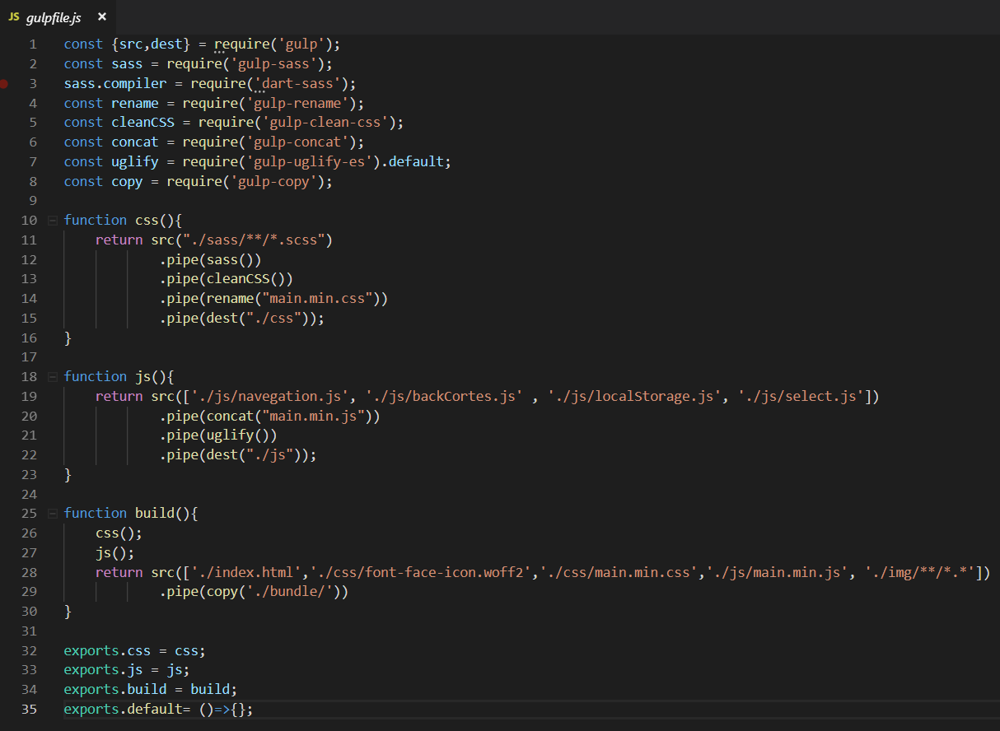 JS gulpfile.js ×
1 const {src,dest} = require('gulp');
2 const sass = require('gulp-sass');
3 sass.compiler = require('dart-sass');
4 const rename = require('gulp-rename');
5 const cleanCSS = require('gulp-clean-css');
6 const concat = require('gulp-concat');
7 const uglify = require('gulp-uglify-es').default;
8 const copy = require('gulp-copy');
9
10 function css(){
11     return src("./sass/**/*.scss")
12             .pipe(sass())
13             .pipe(cleanCSS())
14             .pipe(rename("main.min.css"))
15             .pipe(dest("./css"));
16 }
17
18 function js(){
19     return src(['./js/navegation.js', './js/backCortes.js' , './js/localStorage.js', './js/select.js'])
20             .pipe(concat("main.min.js"))
21             .pipe(uglify())
22             .pipe(dest("./js"));
23 }
24
25 function build(){
26     css();
27     js();
28     return src(['./index.html','./css/font-face-icon.woff2','./css/main.min.css','./js/main.min.js', './img/**/*.*'])
29             .pipe(copy('./bundle/'))
30 }
31
32 exports.css = css;
33 exports.js = js;
34 exports.build = build;
35 exports.default= ()=>{};